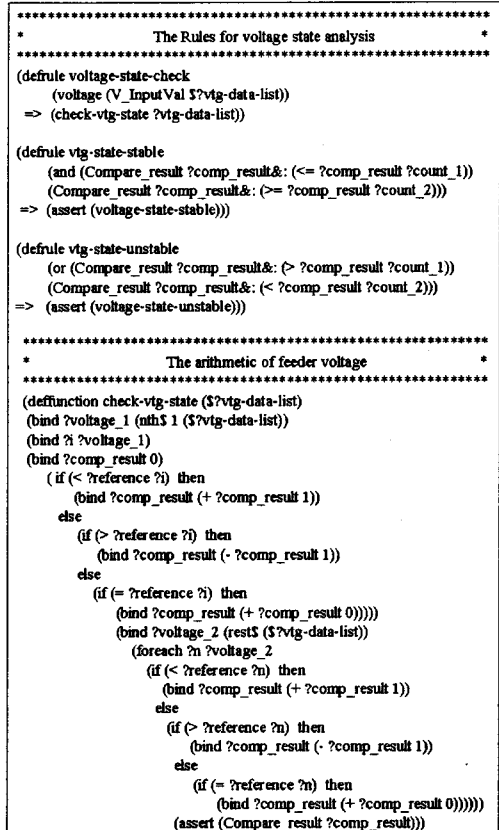 **************************************************************
* The Rules for voltage state analysis *
**************************************************************
(defrule voltage-state-check
(voltage (V_InputVal $?vtg-data-list))
=> (check-vtg-state ?vtg-data-list))
(defrule vtg-state-stable
(and (Compare_result ?comp_result&: (<= ?comp_result ?count_1))
(Compare_result ?comp_result&: (>= ?comp_result ?count_2)))
=> (assert (voltage-state-stable)))
(defrule vtg-state-unstable
(or (Compare_result ?comp_result&: (> ?comp_result ?count_1))
(Compare_result ?comp_result&: (< ?comp_result ?count_2)))
=> (assert (voltage-state-unstable)))
**************************************************************
* The arithmetic of feeder voltage *
**************************************************************
(deffunction check-vtg-state ($?vtg-data-list)
(bind ?voltage_1 (nth$ 1 ($?vtg-data-list))
(bind ?i ?voltage_1)
(bind ?comp_result 0)
( if (< ?reference ?i) then
(bind ?comp_result (+ ?comp_result 1))
else
(if (> ?reference ?i) then
(bind ?comp_result (- ?comp_result 1))
else
(if (= ?reference ?i) then
(bind ?comp_result (+ ?comp_result 0)))))
(bind ?voltage_2 (rest$ ($?vtg-data-list))
(foreach ?n ?voltage_2
(if (< ?reference ?n) then
(bind ?comp_result (+ ?comp_result 1))
else
(if (> ?reference ?n) then
(bind ?comp_result (- ?comp_result 1))
else
(if (= ?reference ?n) then
(bind ?comp_result (+ ?comp_result 0))))))
(assert (Compare_result ?comp_result)))